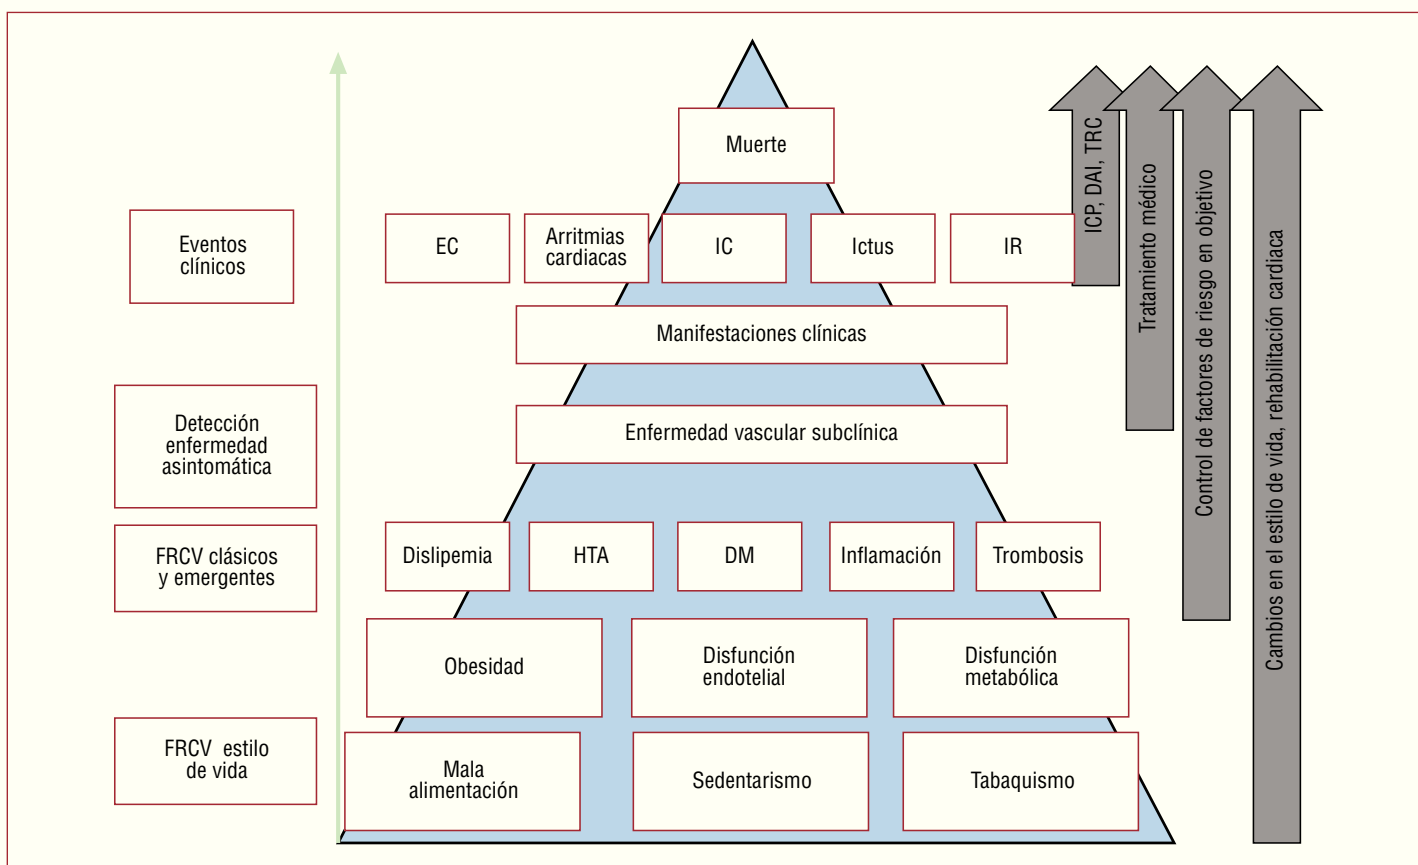 Muerte
Eventos
clínicos
EC
Arritmias
cardiacas
IC
Ictus
IR
Manifestaciones clínicas
Detección
enfermedad
asintomática
Enfermedad vascular subclínica
FRCV clásicos
y emergentes
Dislipemia
HTA
DM
Inflamación
Trombosis
Obesidad
Disfunción
endotelial
Disfunción
metabólica
FRCV estilo
de vida
Mala
alimentación
Sedentarismo
Tabaquismo
ICP, DAI, TRC
Tratamiento médico
Control de factores de riesgo en objetivo
Cambios en el estilo de vida, rehabilitación cardiaca